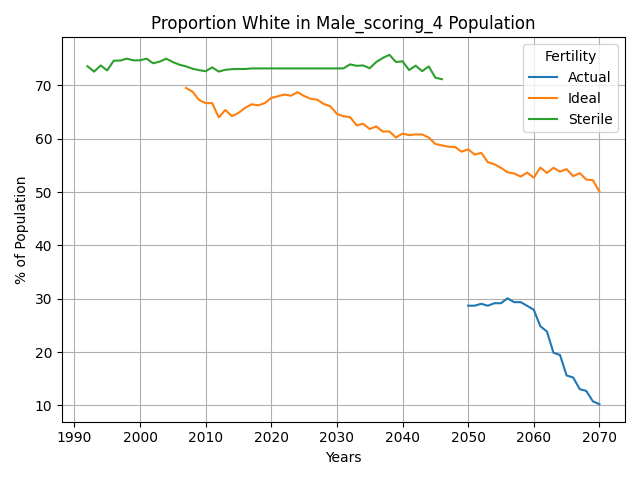 Proportion White in Male_scoring_4 Population
Fertility
Actual
Ideal
Sterile
% of Population
70
60
50
40
30
20
10
1990 2000 2010 2020 2030 2040 2050 2060 2070
Years